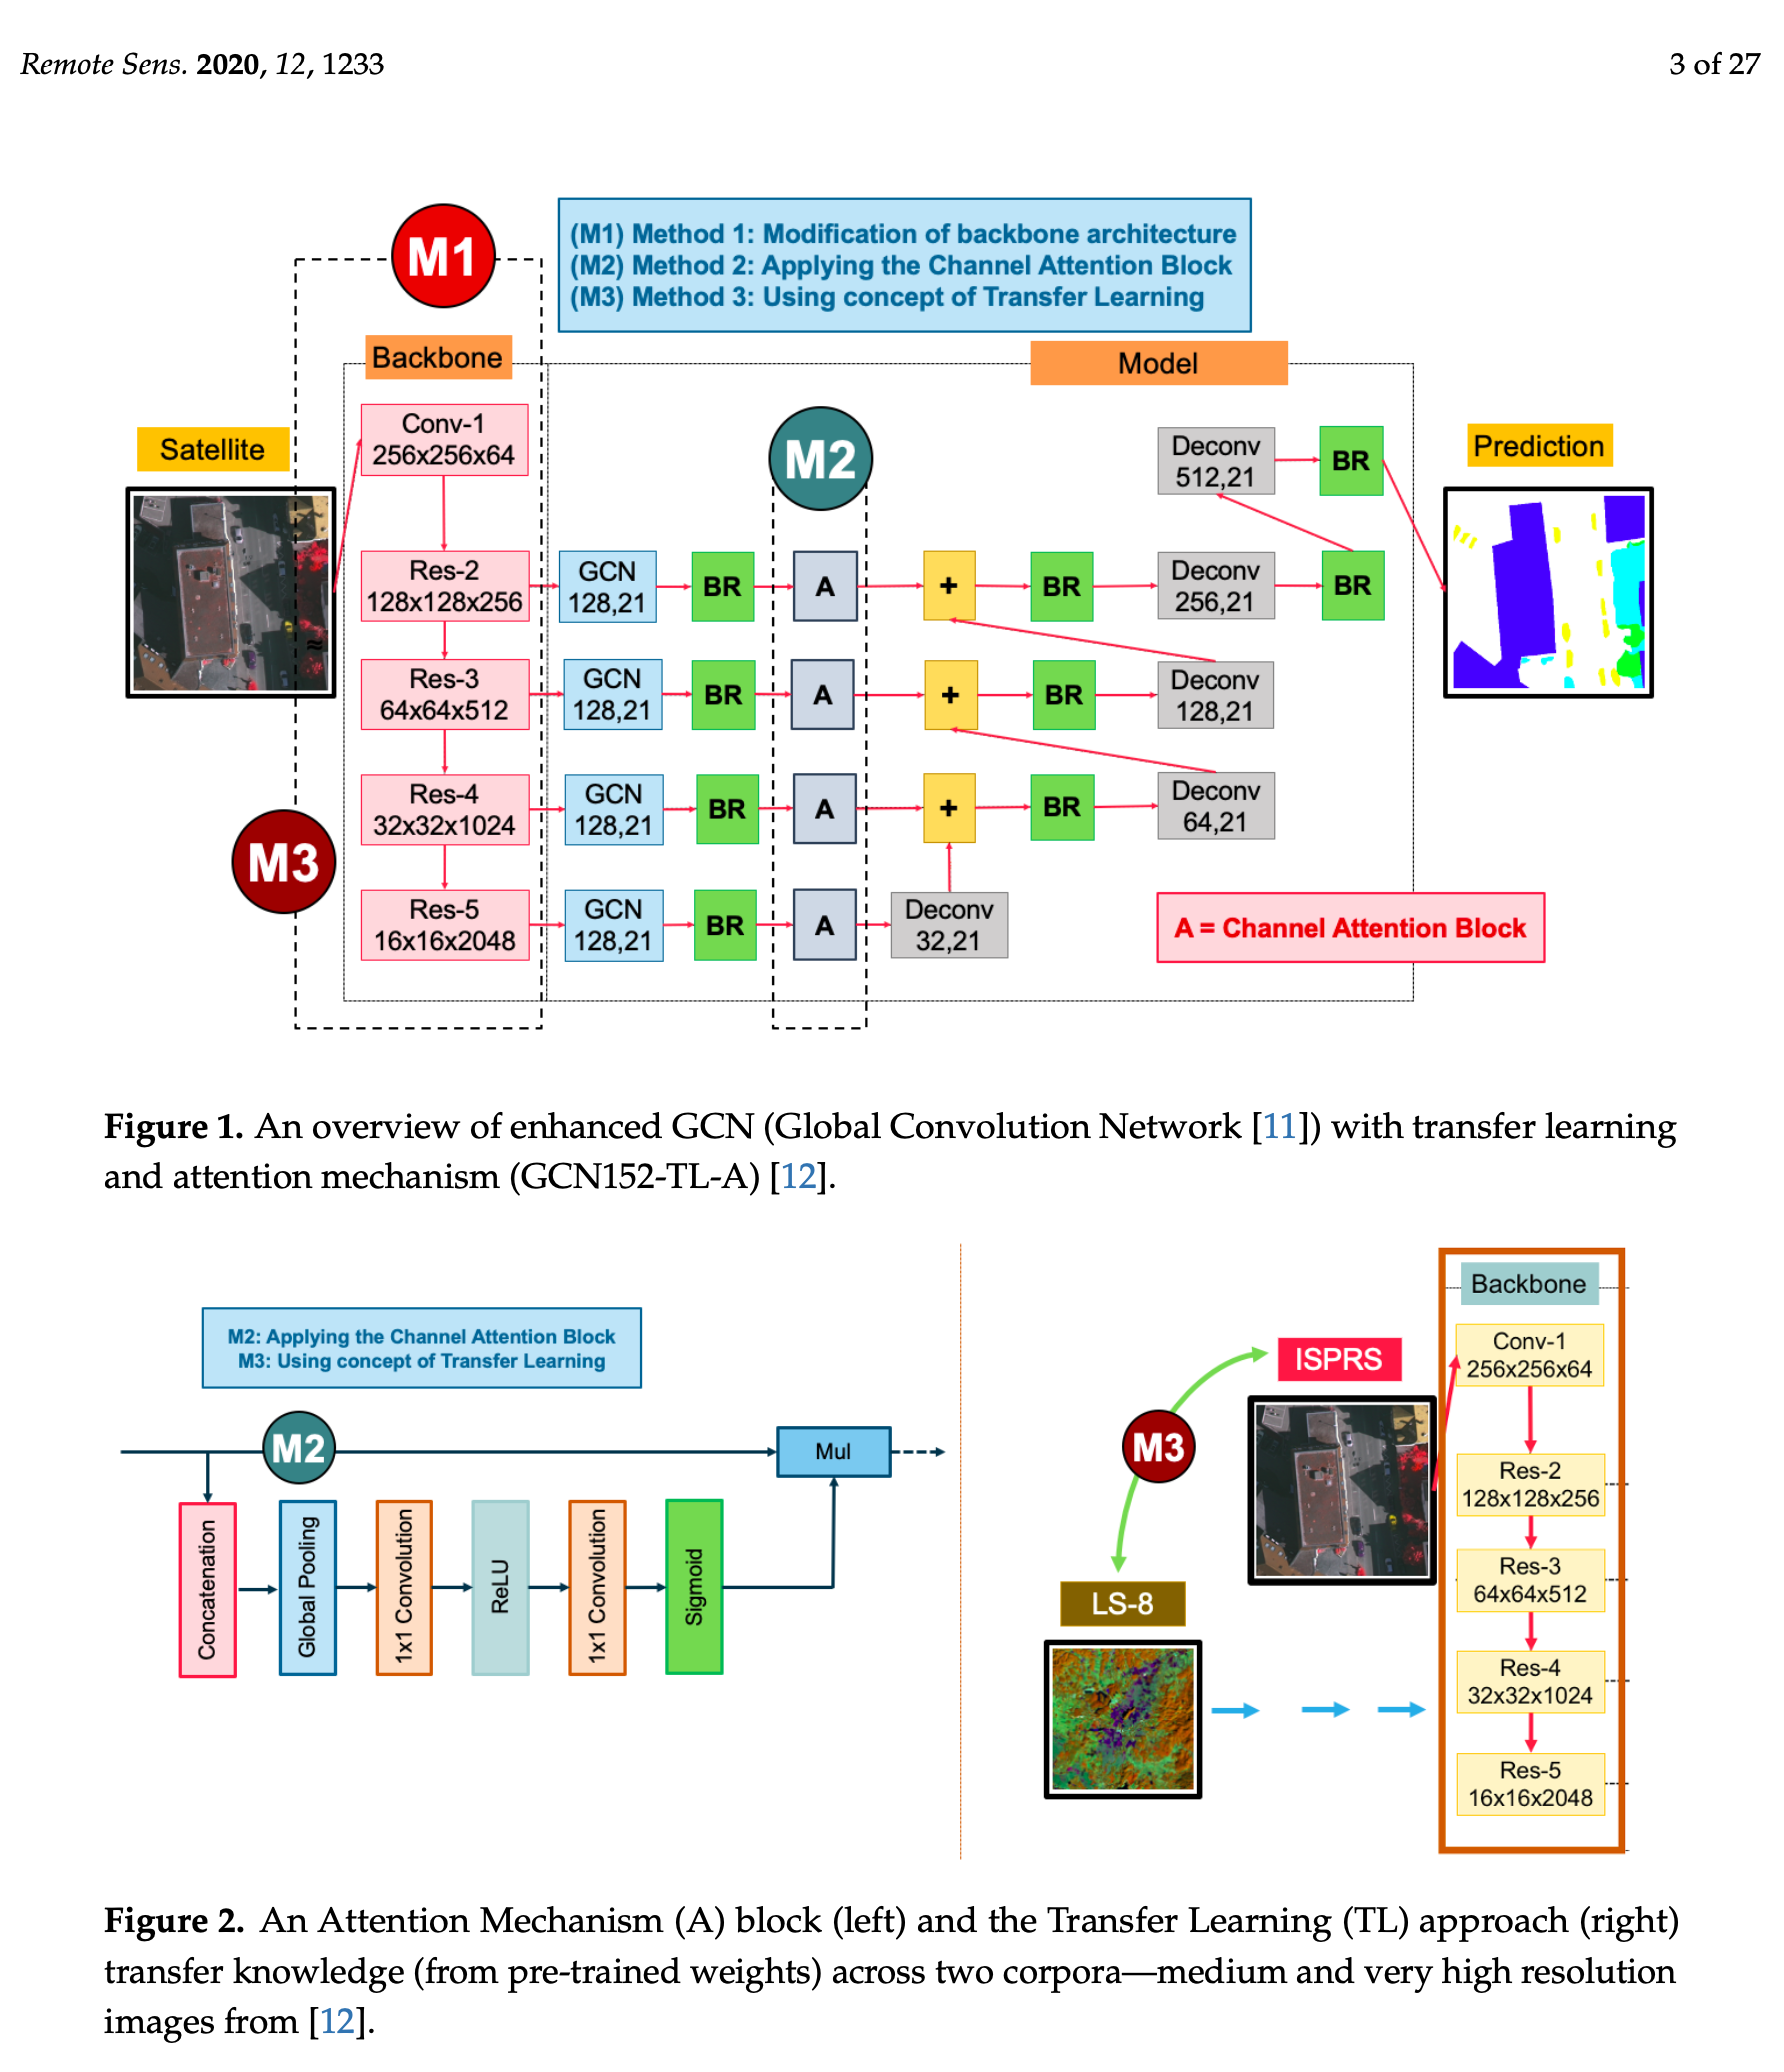 Remote Sens. 2020, 12, 1233
3 of 27
M1
(M1) Method 1: Modification of backbone architecture
(M2) Method 2: Applying the Channel Attention Block
(M3) Method 3: Using concept of Transfer Learning
Backbone
Model
Satellite
Conv-1
256x256x64
M2
Deconv
512,21
BR
Prediction
Res-2
128x128x256
GCN
128,21
BR
A
+
BR
Deconv
256,21
BR
Res-3
64x64x512
GCN
128,21
BR
A
+
BR
Deconv
128,21
Res-4
32x32x1024
GCN
128,21
BR
A
+
BR
Deconv
64,21
M3
Res-5
16x16x2048
GCN
128,21
BR
A
Deconv
32,21
A = Channel Attention Block
Figure 1. An overview of enhanced GCN (Global Convolution Network [11]) with transfer learning
and attention mechanism (GCN152-TL-A) [12].
M2: Applying the Channel Attention Block
M3: Using concept of Transfer Learning
M2
Mul
Concatenation
Global Pooling
1x1 Convolution
ReLU
1x1 Convolution
Sigmoid
M3
ISPRS
LS-8
Backbone
Conv-1
256x256x64
Res-2
128x128x256
Res-3
64x64x512
Res-4
32x32x1024
Res-5
16x16x2048
Figure 2. An Attention Mechanism (A) block (left) and the Transfer Learning (TL) approach (right)
transfer knowledge (from pre-trained weights) across two corpora—medium and very high resolution
images from [12].